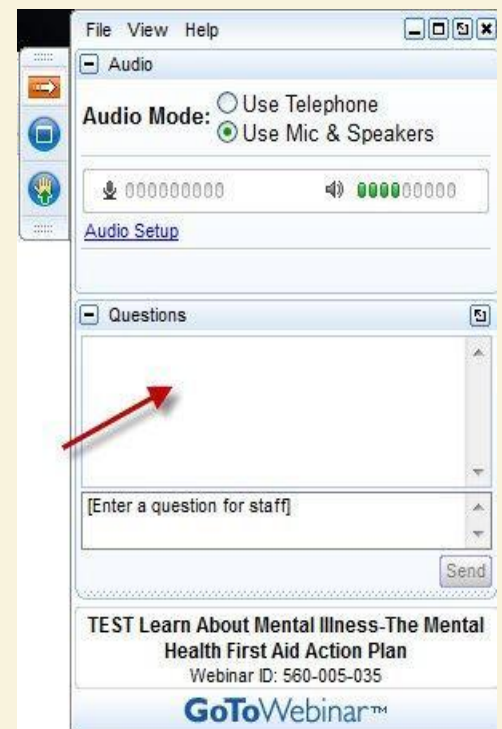 File View Help
Audio
Audio Mode:
Use Telephone
Use Mic & Speakers
Audio Setup
Questions
[Enter a question for staff]
Send
TEST Learn About Mental Illness-The Mental
Health First Aid Action Plan
Webinar ID: 560-005-035
GoToWebinar™